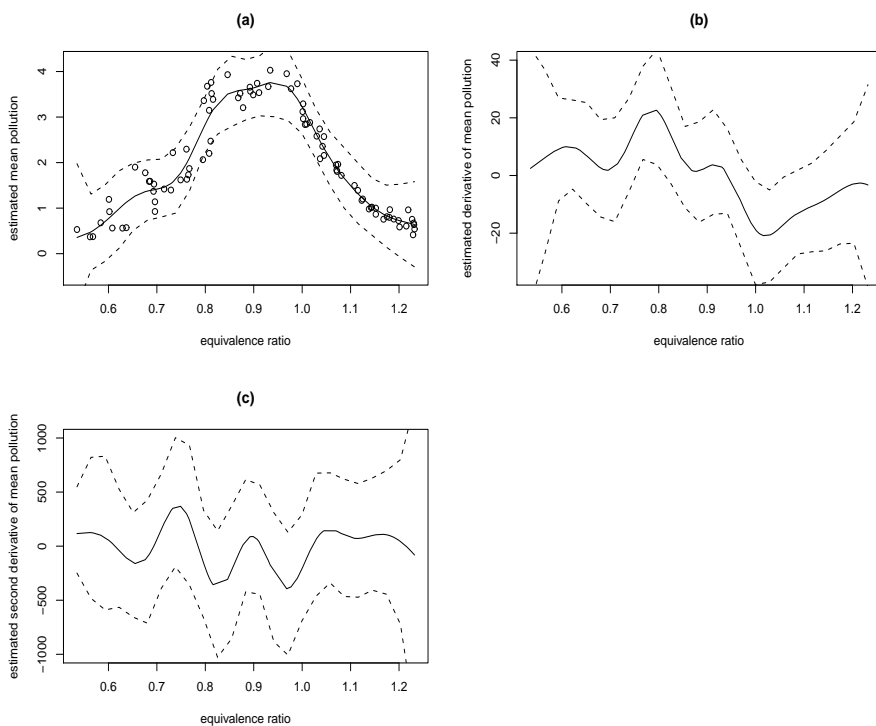 (a)
estimated mean pollution
4
3
2
1
0
0.6 0.7 0.8 0.9 1.0 1.1 1.2
equivalence ratio
(b)
estimated derivative of mean pollution
40
20
0
−20
0.6 0.7 0.8 0.9 1.0 1.1 1.2
equivalence ratio
(c)
estimated second derivative of mean pollution
1000
500
0
−500
−1000
0.6 0.7 0.8 0.9 1.0 1.1 1.2
equivalence ratio